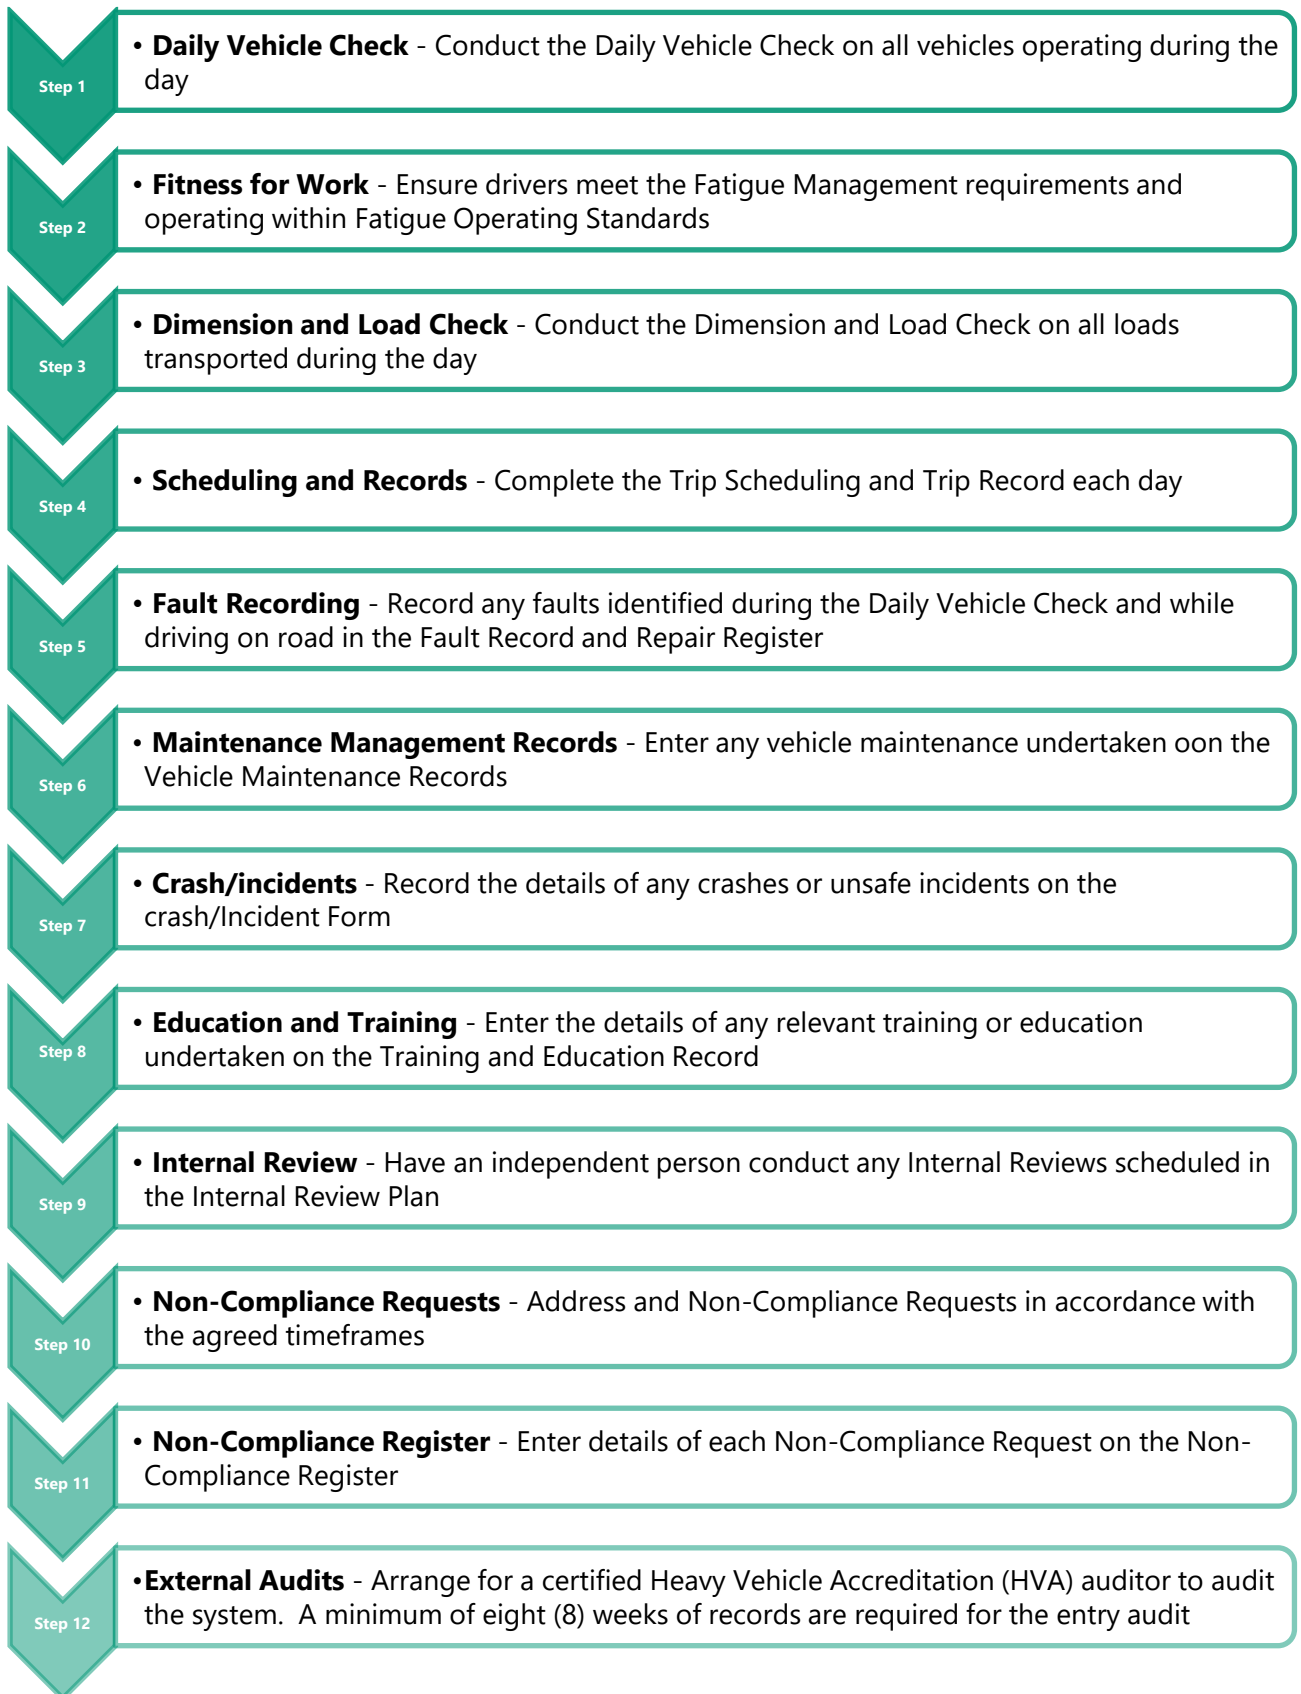 • Daily Vehicle Check - Conduct the Daily Vehicle Check on all vehicles operating during the
day
Step 1
• Fitness for Work - Ensure drivers meet the Fatigue Management requirements and
operating within Fatigue Operating Standards
Step 2
• Dimension and Load Check - Conduct the Dimension and Load Check on all loads
transported during the day
Step 3
• Scheduling and Records - Complete the Trip Scheduling and Trip Record each day
Step 4
• Fault Recording - Record any faults identified during the Daily Vehicle Check and while
driving on road in the Fault Record and Repair Register
Step 5
• Maintenance Management Records - Enter any vehicle maintenance undertaken oon the
Vehicle Maintenance Records
Step 6
• Crash/incidents - Record the details of any crashes or unsafe incidents on the
crash/Incident Form
Step 7
• Education and Training - Enter the details of any relevant training or education
undertaken on the Training and Education Record
Step 8
• Internal Review - Have an independent person conduct any Internal Reviews scheduled in
the Internal Review Plan
Step 9
• Non-Compliance Requests - Address and Non-Compliance Requests in accordance with
the agreed timeframes
Step 10
• Non-Compliance Register - Enter details of each Non-Compliance Request on the Non-
Compliance Register
Step 11
•External Audits - Arrange for a certified Heavy Vehicle Accreditation (HVA) auditor to audit
the system.  A minimum of eight (8) weeks of records are required for the entry audit
Step 12